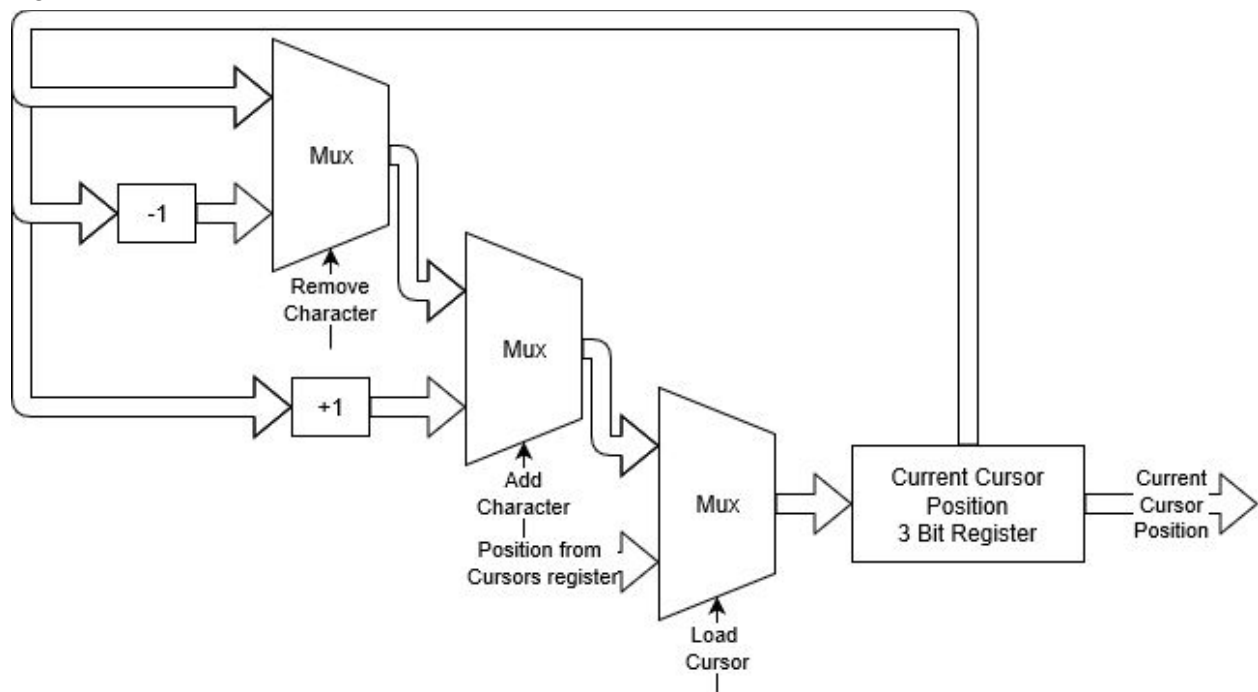 Mux
-1
Remove
Character
Mux
+1
Add
Character
Position from
Cursors register
Mux
Load
Cursor
Current Cursor
Position
3 Bit Register
Current
Cursor
Position